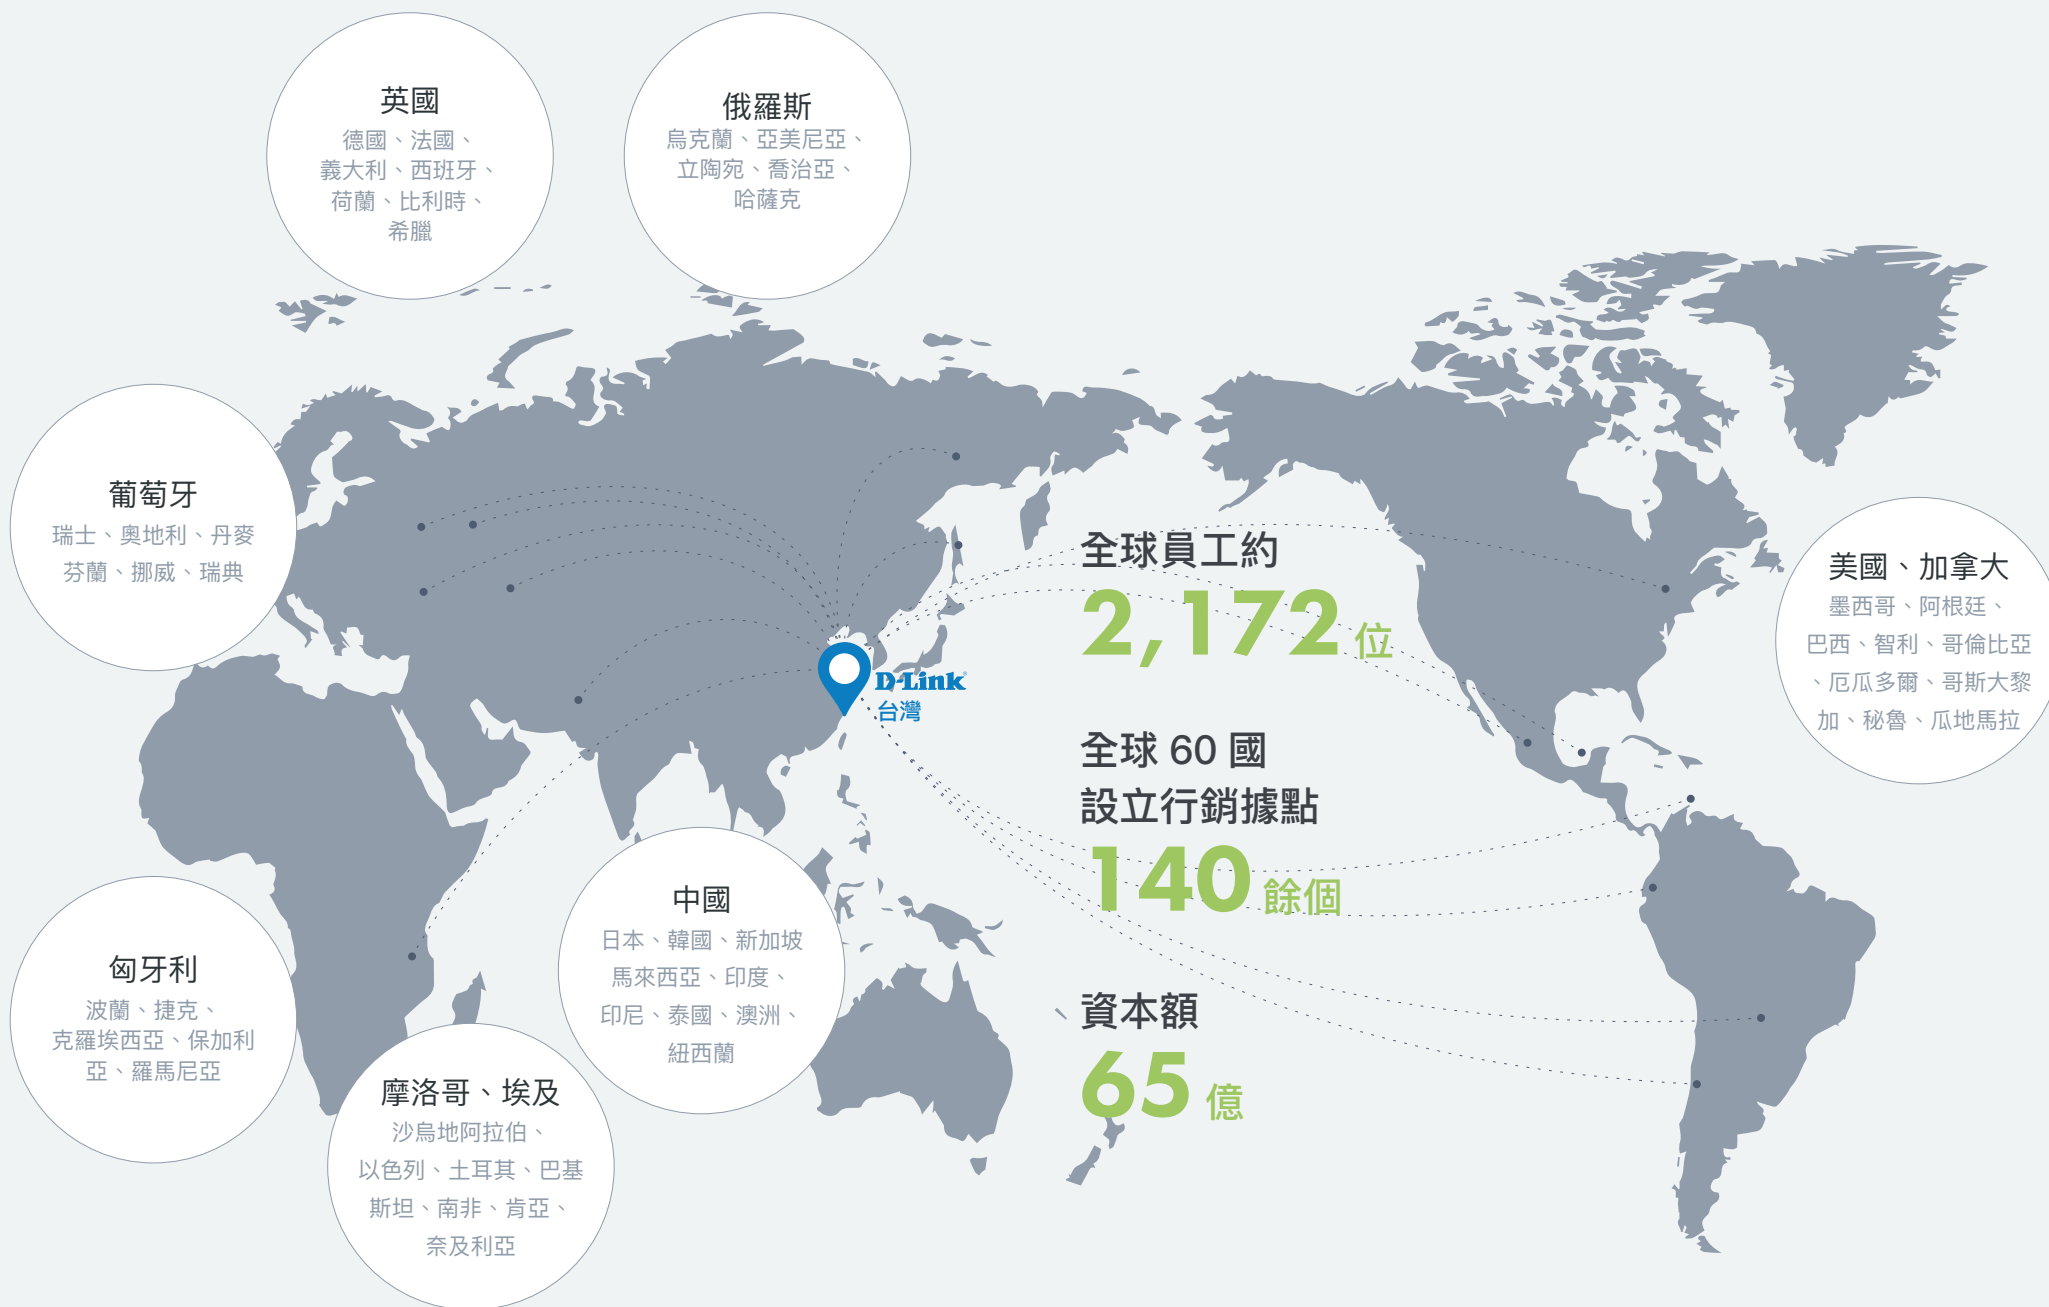 英國
德國、法國、
義大利、西班牙、
荷蘭、比利時、
希臘
俄羅斯
烏克蘭、亞美尼亞、
立陶宛、喬治亞、
哈薩克
葡萄牙
瑞士、奧地利、丹麥
芬蘭、挪威、瑞典
全球員工約
2,172 位
美國、加拿大
墨西哥、阿根廷、
巴西、智利、哥倫比亞
、厄瓜多爾、哥斯大黎
加、秘魯、瓜地馬拉
D-Link
台灣
全球 60 國
設立行銷據點
140 餘個
中國
日本、韓國、新加坡
馬來西亞、印度、
印尼、泰國、澳洲、
紐西蘭
匈牙利
波蘭、捷克、
克羅埃西亞、保加利
亞、羅馬尼亞
資本額
65 億
摩洛哥、埃及
沙烏地阿拉伯、
以色列、土耳其、巴基
斯坦、南非、肯亞、
奈及利亞